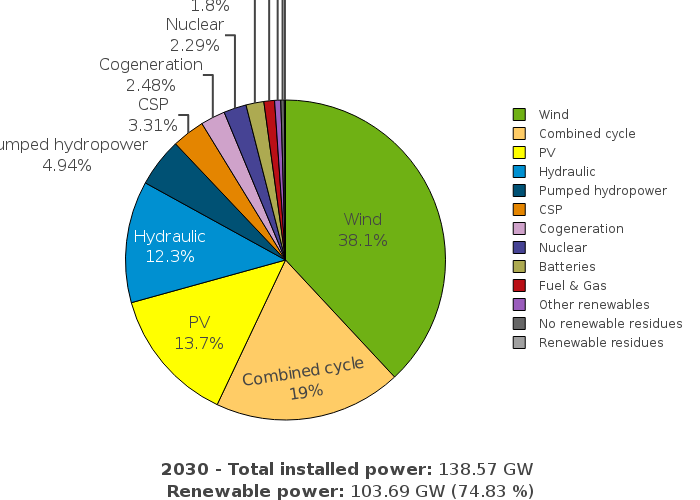 1.8%
Nuclear
2.29%
Cogeneration
2.48%
CSP
3.31%
umped hydropower
4.94%
Hydraulic
12.3%
PV
13.7%
Combined cycle
19%
Wind
38.1%
Wind
Combined cycle
PV
Hydraulic
Pumped hydropower
CSP
Cogeneration
Nuclear
Batteries
Fuel & Gas
Other renewables
No renewable residues
Renewable residues
2030 - Total installed power: 138.57 GW
Renewable power: 103.69 GW (74.83 %)